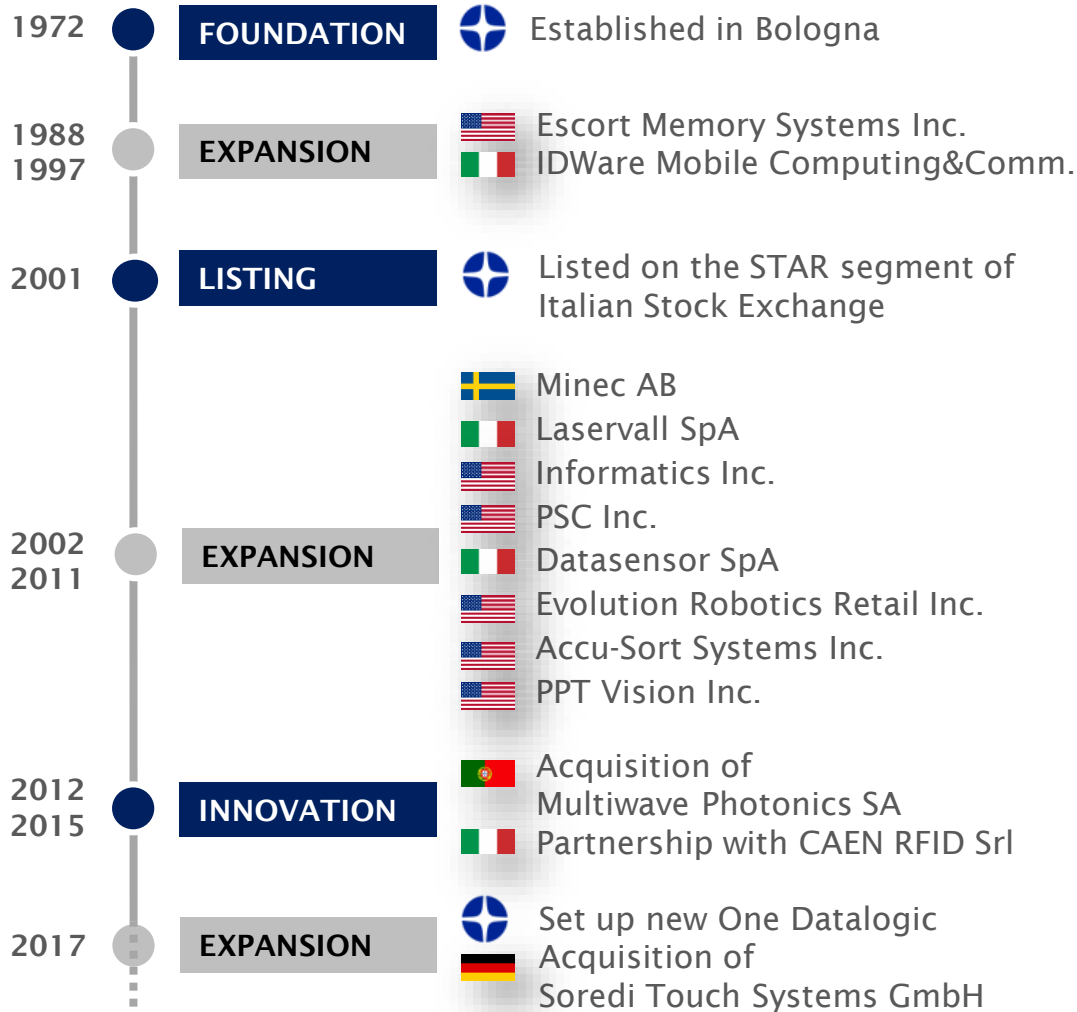 1972
FOUNDATION
Established in Bologna
1988
1997
EXPANSION
Escort Memory Systems Inc.
IDWare Mobile Computing&Comm.
2001
LISTING
Listed on the STAR segment of
Italian Stock Exchange
2002
2011
EXPANSION
Minec AB
Laservall SpA
Informatics Inc.
PSC Inc.
Datasensor SpA
Evolution Robotics Retail Inc.
Accu-Sort Systems Inc.
PPT Vision Inc.
2012
2015
INNOVATION
Acquisition of
Multiwave Photonics SA
Partnership with CAEN RFID Srl
2017
EXPANSION
Set up new One Datalogic
Acquisition of
Soredi Touch Systems GmbH